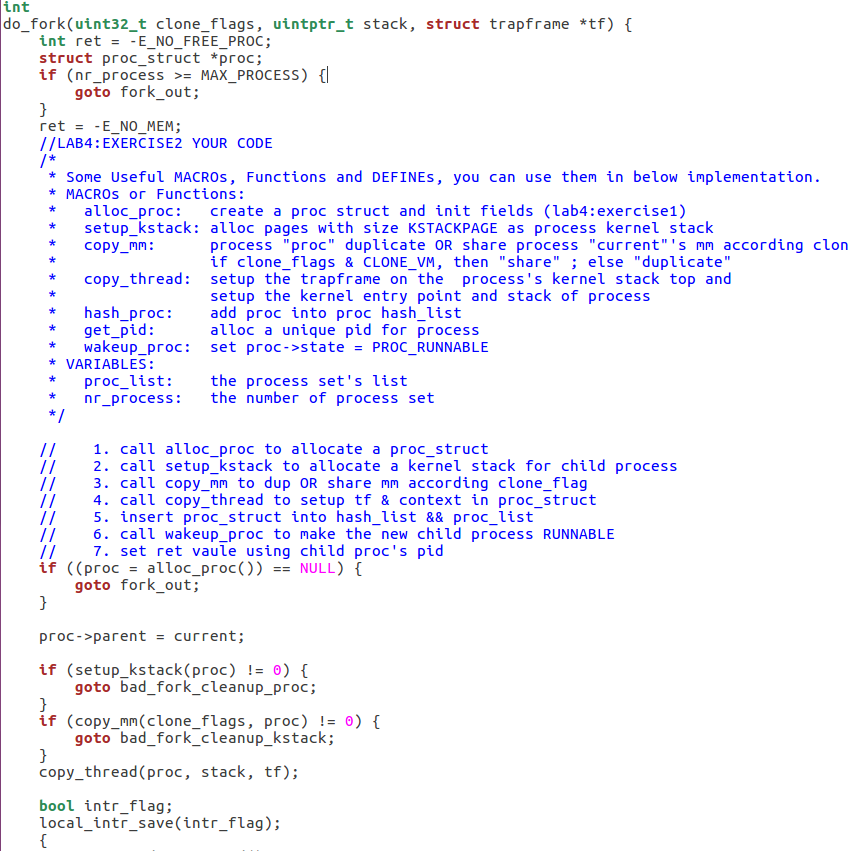 int
do_fork(uint32_t clone_flags, uintptr_t stack, struct trapframe *tf) {
    int ret = -E_NO_FREE_PROC;
    struct proc_struct *proc;
    if (nr_process >= MAX_PROCESS) {
        goto fork_out;
    }
    ret = -E_NO_MEM;
    //LAB4:EXERCISE2 YOUR CODE
    /*
     * Some Useful MACROs, Functions and DEFINEs, you can use them in below implementation.
     * MACROs or Functions:
     *   alloc_proc:   create a proc struct and init fields (lab4:exercise1)
     *   setup_kstack: alloc pages with size KSTACKPAGE as process kernel stack
     *   copy_mm:      process "proc" duplicate OR share process "current"'s mm according clon
     *                 if clone_flags & CLONE_VM, then "share" ; else "duplicate"
     *   copy_thread:  setup the trapframe on the  process's kernel stack top and
     *                 setup the kernel entry point and stack of process
     *   hash_proc:    add proc into proc hash_list
     *   get_pid:      alloc a unique pid for process
     *   wakeup_proc:  set proc->state = PROC_RUNNABLE
     * VARIABLES:
     *   proc_list:    the process set's list
     *   nr_process:   the number of process set
     */
    //    1. call alloc_proc to allocate a proc_struct
    //    2. call setup_kstack to allocate a kernel stack for child process
    //    3. call copy_mm to dup OR share mm according clone_flag
    //    4. call copy_thread to setup tf & context in proc_struct
    //    5. insert proc_struct into hash_list && proc_list
    //    6. call wakeup_proc to make the new child process RUNNABLE
    //    7. set ret vaule using child proc's pid
    if ((proc = alloc_proc()) == NULL) {
        goto fork_out;
    }
    proc->parent = current;
    if (setup_kstack(proc) != 0) {
        goto bad_fork_cleanup_proc;
    }
    if (copy_mm(clone_flags, proc) != 0) {
        goto bad_fork_cleanup_kstack;
    }
    copy_thread(proc, stack, tf);
    bool intr_flag;
    local_intr_save(intr_flag);
    {